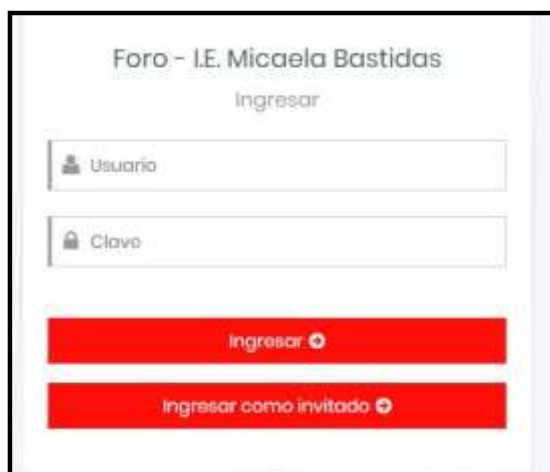 Foro - I.E. Micaela Bastidas
Ingresar
Usuario
Clave
Ingresar
Ingresar como invitado